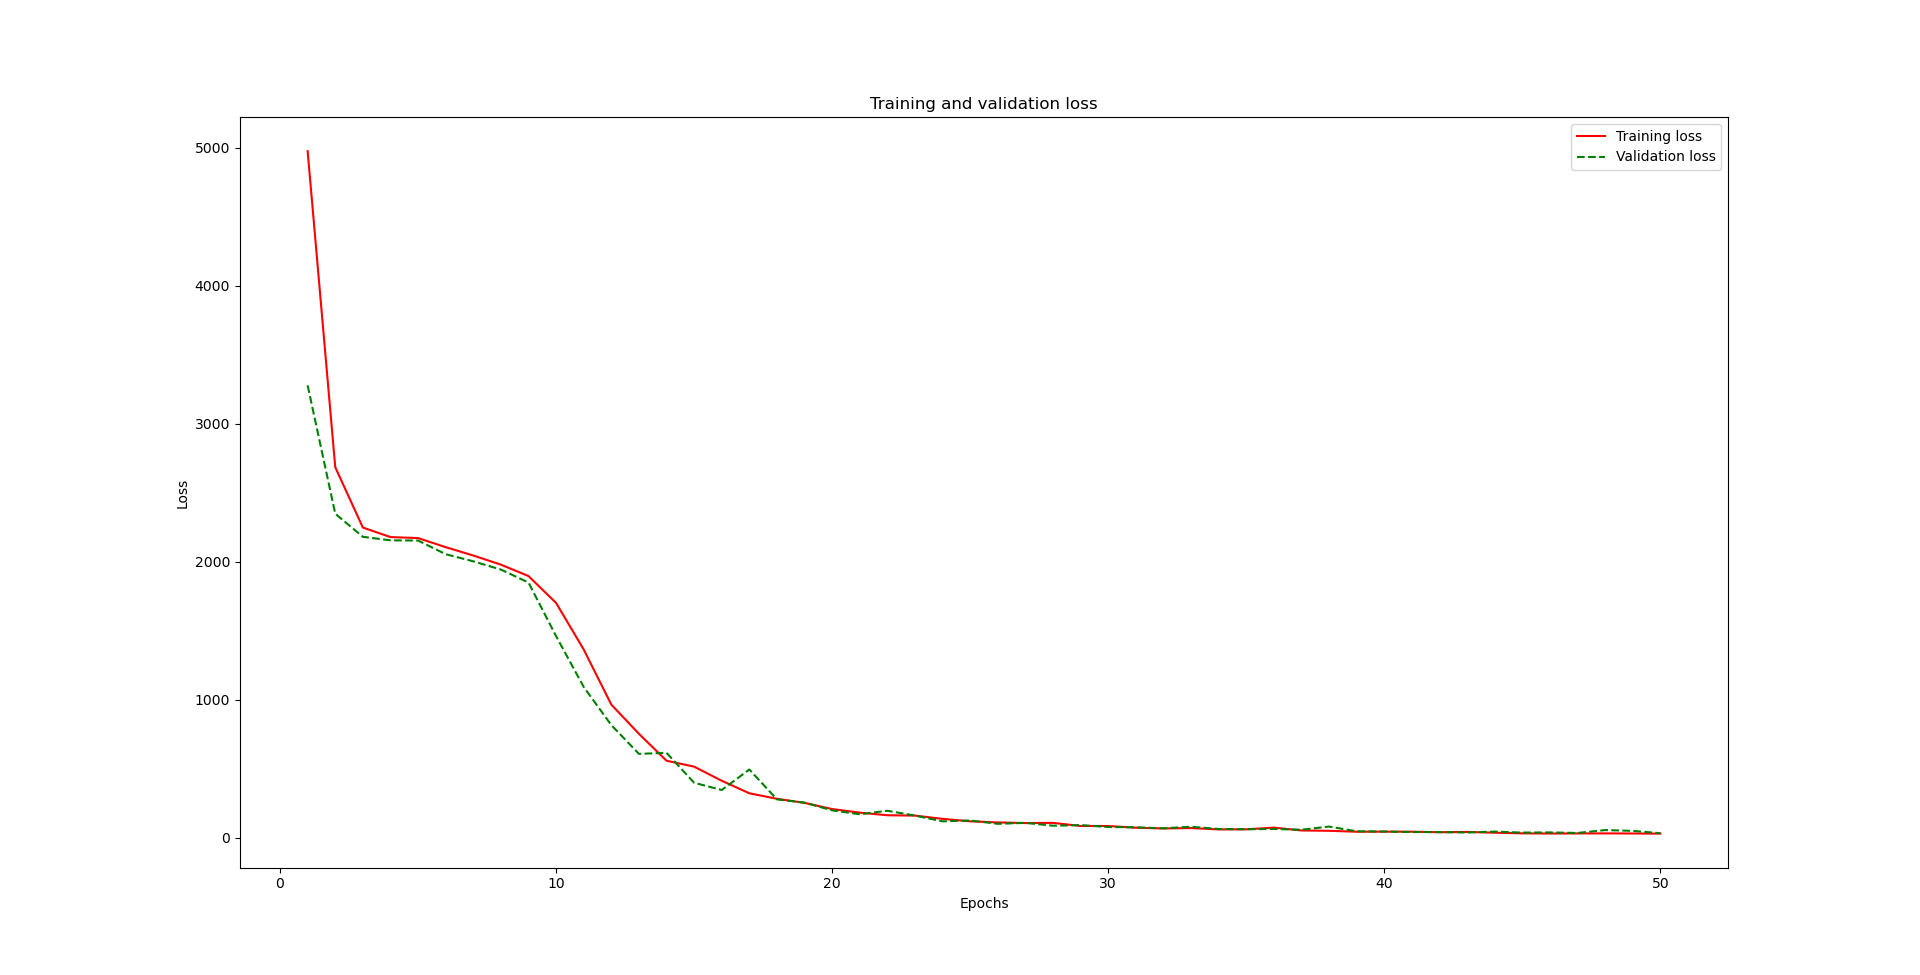 Training and validation loss
Training loss
Validation loss
5000
4000
3000
2000
1000
0
Loss
0 10 20 30 40 50
Epochs